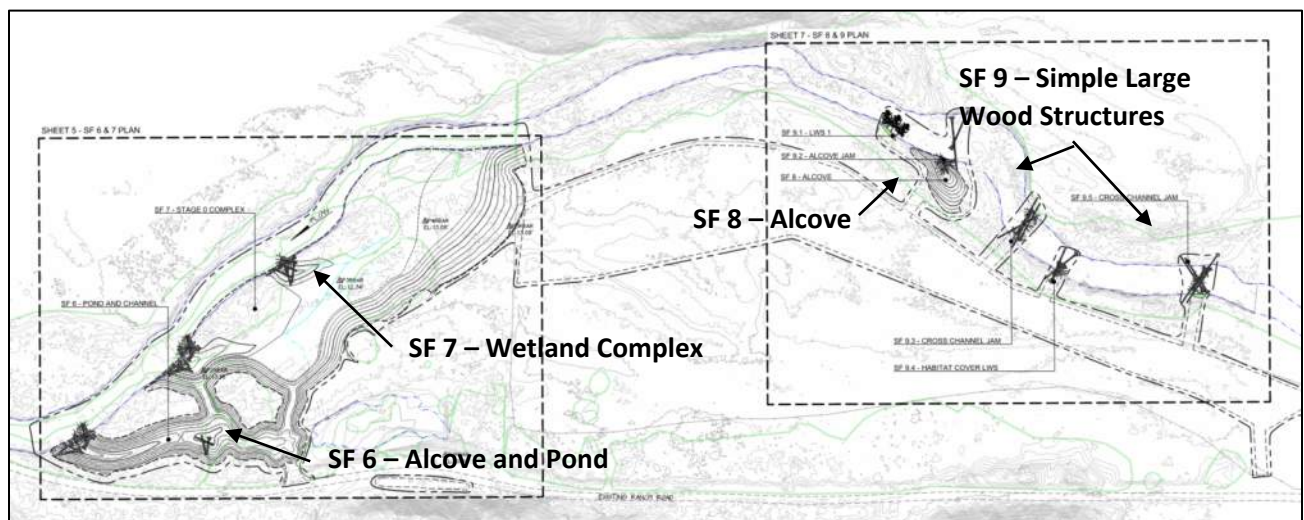 SHEET 7 - SF 8 & 9 PLAN
SF 9 – Simple Large
Wood Structures
SHEET 5 - SF 6 & 7 PLAN
SF 9.1 - LWS 1
SF 9.2 - ALCOVE JAM
SF 8 - ALCOVE
SF 9.5 - CROSS CHANNEL JAM
SF 7 - STAGE 0 COMPLEX
SF 8 – Alcove
SF 6 - POND AND CHANNEL
SF 7 – Wetland Complex
SF 9.3 - CROSS CHANNEL JAM
SF 9.4 - HABITAT COVER LWS
SF 6 – Alcove and Pond
EXISTING RANCH ROAD